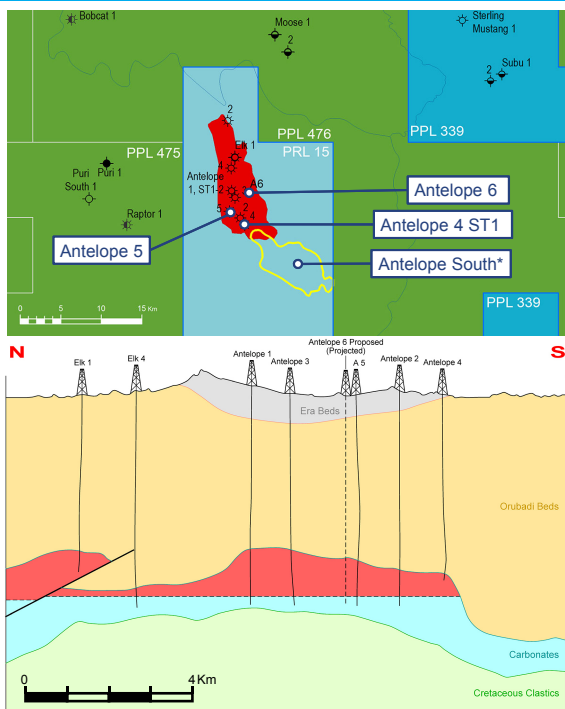 Bobcat 1
Moose 1
2
Sterling
Mustang 1
Subu 1
2
PPL 339
2
PPL 476
PRL 15
PPL 475
Elk 1
4
Puri
South 1
Puri 1
Antelope
1, ST1-2
A6
3
5
2
4
Raptor 1
Antelope 6
Antelope 4 ST1
Antelope 5
Antelope South*
PPL 339
0 5 10 15 Km
N
S
Elk 1
Elk 4
Antelope 1
Antelope 3
Antelope 6 Proposed
(Projected)
A 5
Antelope 2
Antelope 4
Era Beds
Orubadi Beds
Carbonates
Cretaceous Clastics
0 4 Km